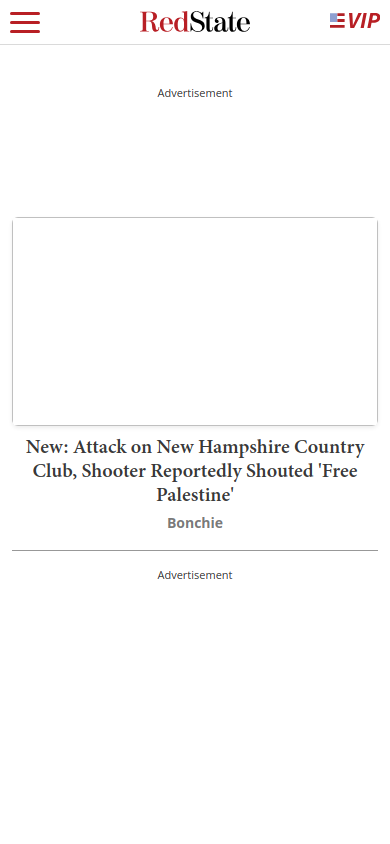 RedState
VIP
Advertisement
New: Attack on New Hampshire Country
Club, Shooter Reportedly Shouted 'Free
Palestine'
Bonchie
Advertisement